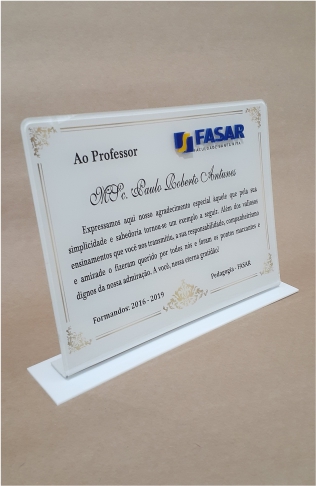 FASAR
Ao Professor
MSc. Paulo Roberto Antunes
Expressamos aqui nosso agradecimento especial àquele que pela sua
simplicidade e sabedoria tornou-se um exemplo a seguir. Além dos valiosos
ensinamentos que você nos transmitiu, a sua responsabilidade, companheirismo
e amizade o fizeram querido por todos nós e foram os pontos marcantes e
dignos da nossa admiração. A você, nossa eterna gratidão!
Formandos: 2016 - 2019
Pedagogia - FASAR